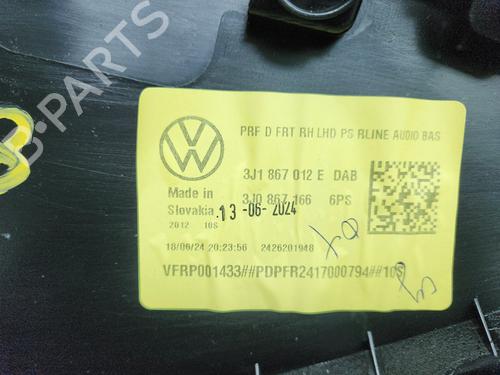 PRF D FRT RH LHD PS RLINE AUDIO BAS
3J1 867 012 E DAB
3J0 867 166 6PS
Made in
Slovakia
.13 -06- 2024
2012 10S
18/06/24 20:23:56 2426201948
VFRP001433##PDPFR2417000794##10S
B-PARTS